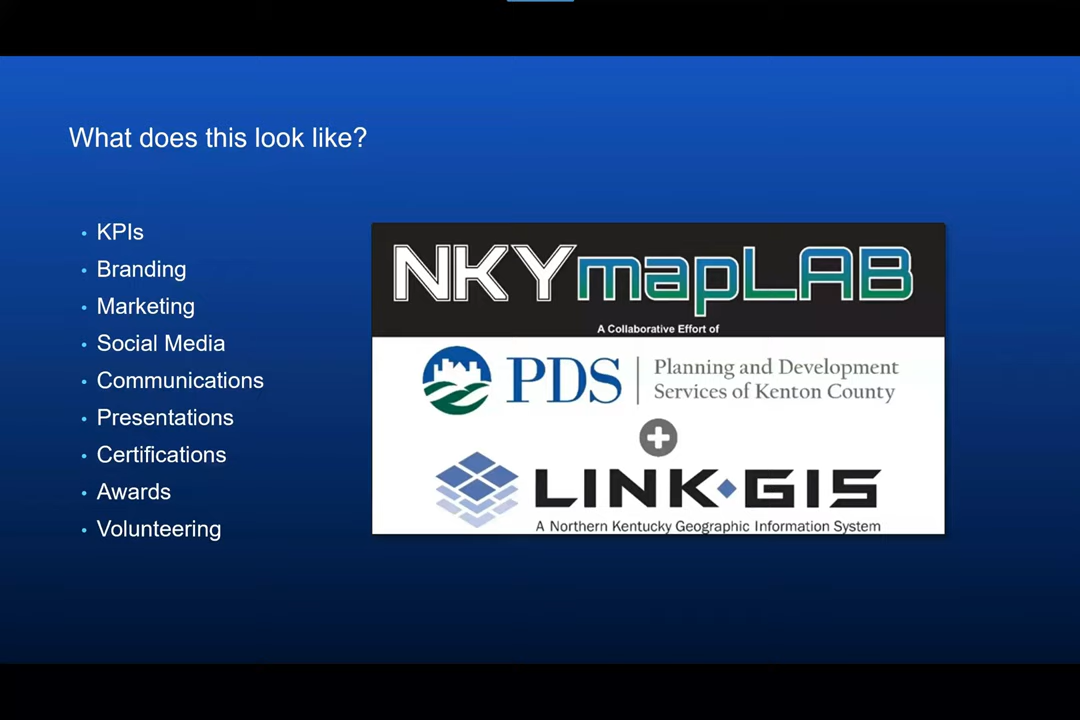 What does this look like?
• KPIs
• Branding
• Marketing
• Social Media
• Communications
• Presentations
• Certifications
• Awards
• Volunteering
NKYmapLAB
A Collaborative Effort of
PDS
Planning and Development
Services of Kenton County
LINK·GIS
A Northern Kentucky Geographic Information System